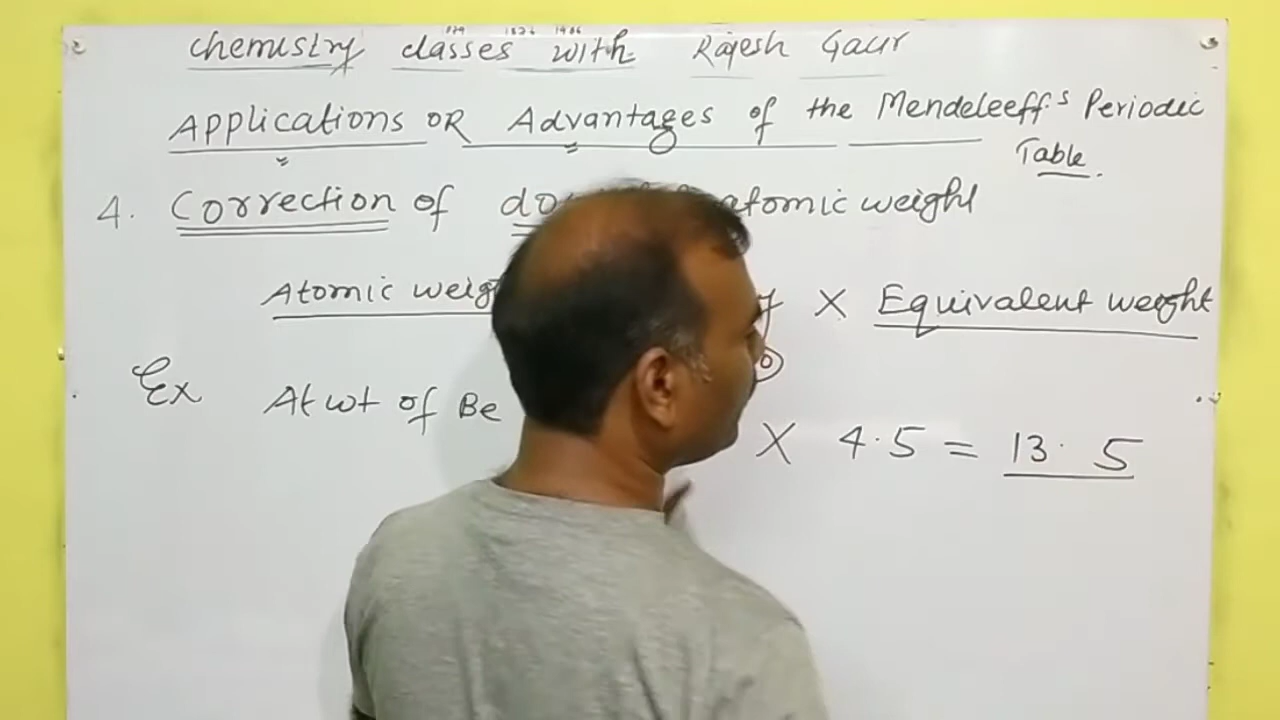 Chemistry classes with Rajesh Gaur
Applications OR Advantages of the Mendeleeff's Periodic
Table
4. Correction of atomic weight
Atomic X Equivalent weight
Ex At wt of Be X 4.5 = 13.5